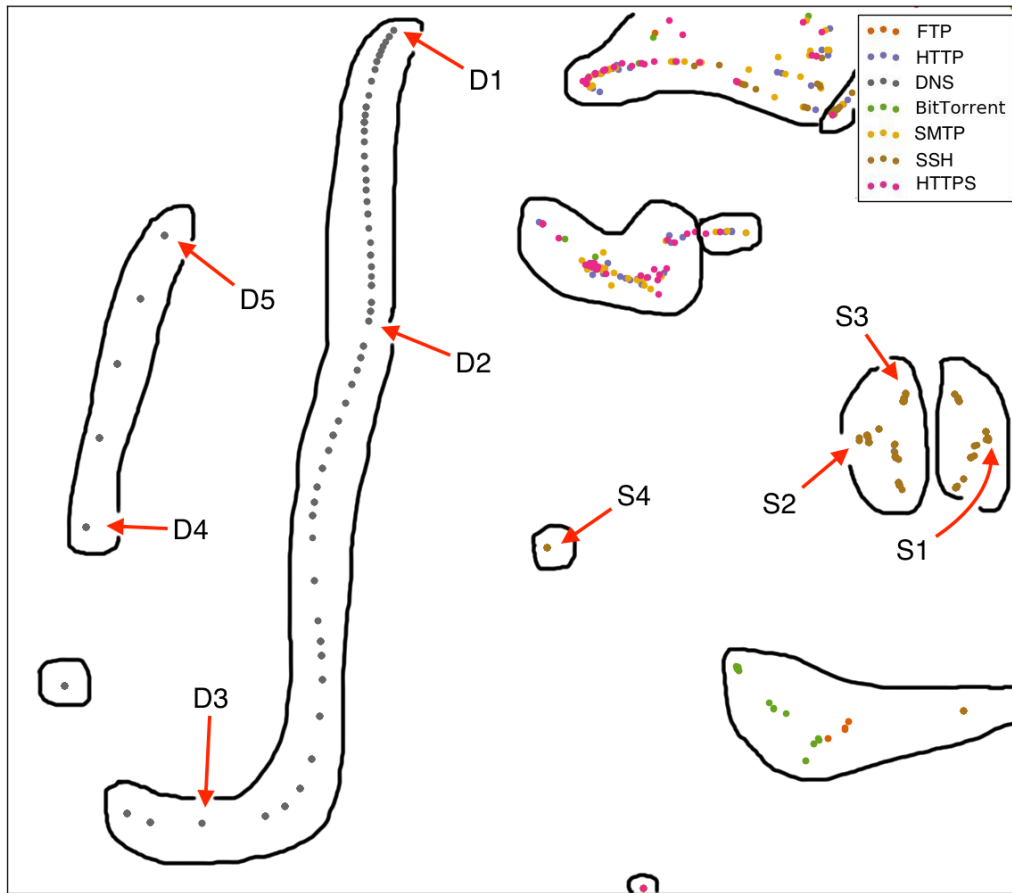 FTP
HTTP
DNS
BitTorrent
SMTP
SSH
HTTPS
D1
D5
D2
S3
S2
S4
S1
D4
D3